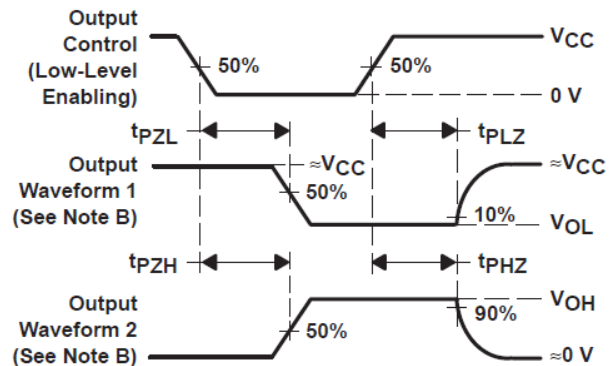 Output
Control
(Low-Level
Enabling)
50%
50%
VCC
0 V
tPZL
tPLZ
Output
Waveform 1
(See Note B)
≈VCC
50%
10%
≈VCC
VOL
tPZH
tPHZ
Output
Waveform 2
(See Note B)
50%
90%
VOH
≈0 V